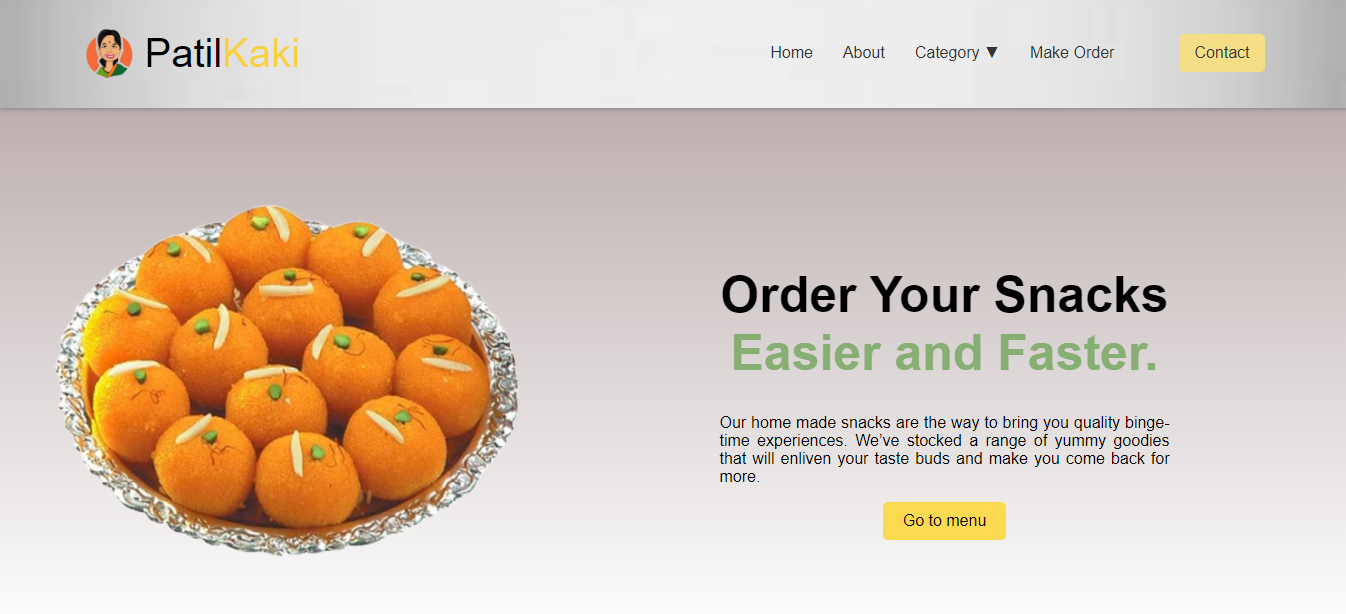 PatilKaki
Home About Category ▼ Make Order Contact
Order Your Snacks
Easier and Faster.
Our home made snacks are the way to bring you quality binge-
time experiences. We’ve stocked a range of yummy goodies
that will enliven your taste buds and make you come back for
more.
Go to menu